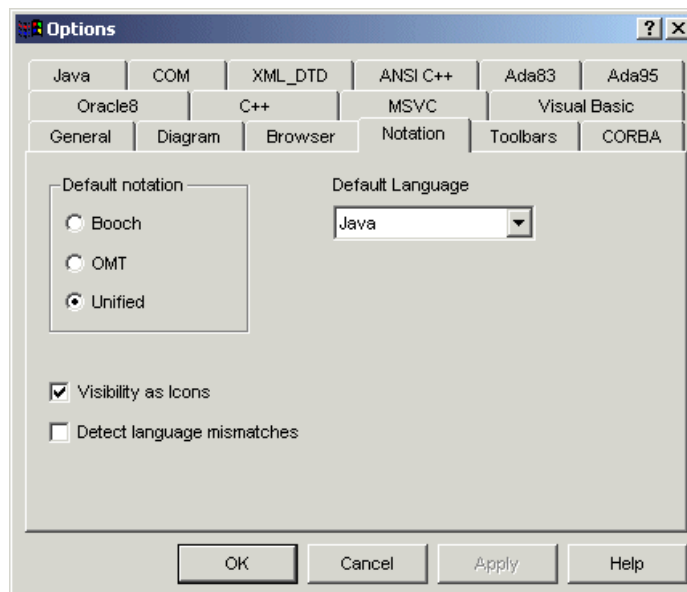 Options
Java COM XML_DTD ANSI C++ Ada83 Ada95
Oracle8 C++ MSVC Visual Basic
General Diagram Browser Notation Toolbars CORBA
Default notation
Booch
OMT
Unified
Default Language
Java
Visibility as Icons
Detect language mismatches
OK Cancel Apply Help